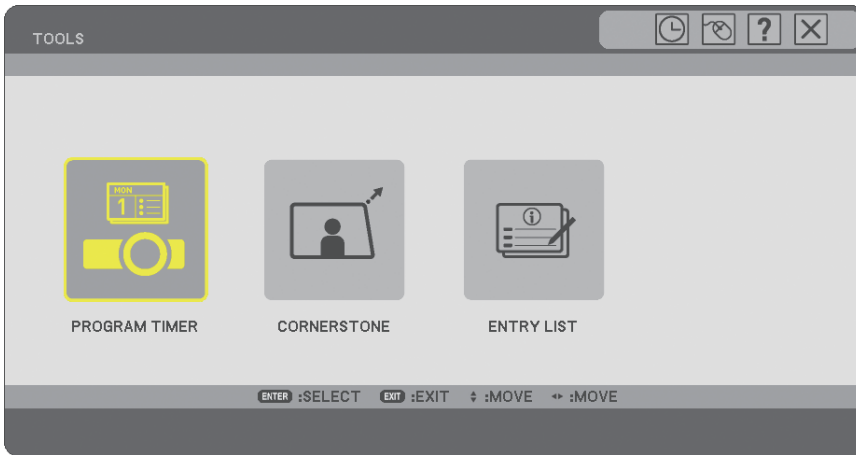 TOOLS
?
MON
1
PROGRAM TIMER
CORNERSTONE
i
ENTRY LIST
ENTER :SELECT EXIT :EXIT :MOVE :MOVE